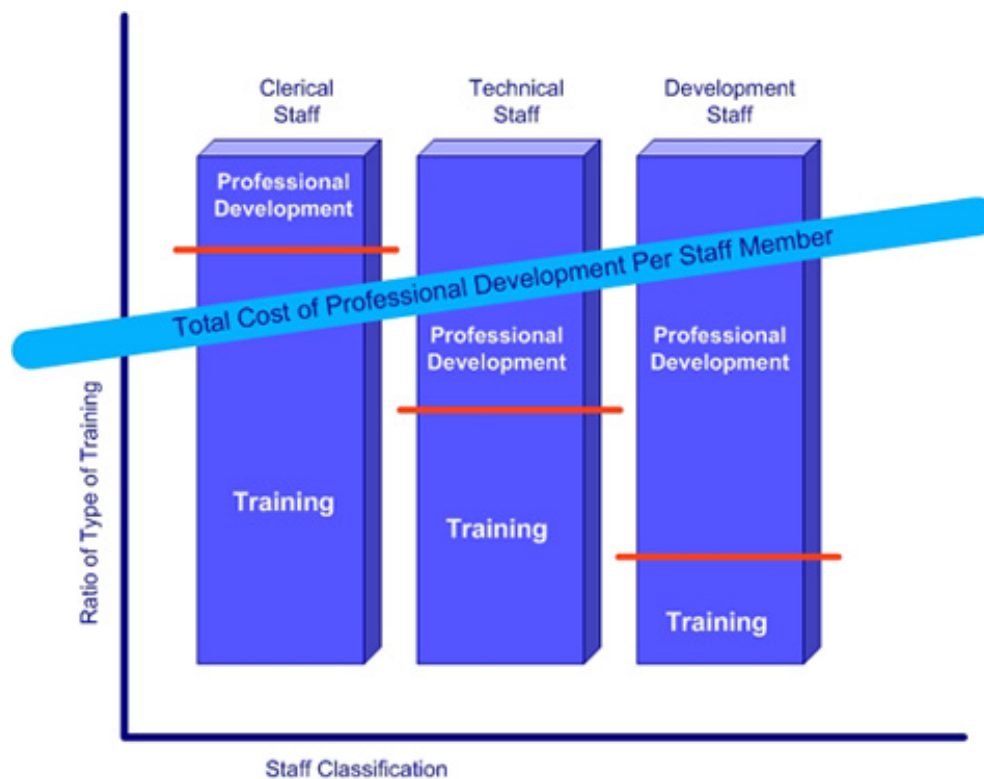 Clerical
Staff
Technical
Staff
Development
Staff
Professional
Development
Total Cost of Professional Development Per Staff Member
Professional
Development
Professional
Development
Training
Training
Training
Ratio of Type of Training
Staff Classification